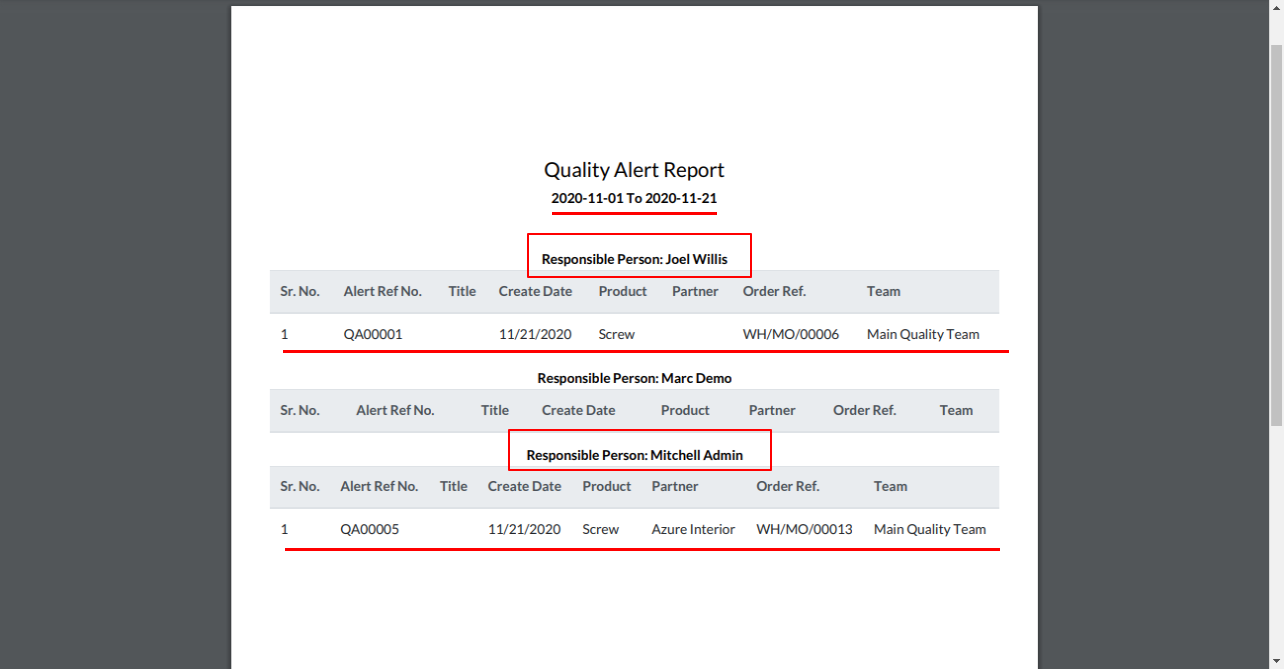 Quality Alert Report
2020-11-01 To 2020-11-21
Responsible Person: Joel Willis
Sr. No. Alert Ref No. Title Create Date Product Partner Order Ref. Team
1 QA00001 11/21/2020 Screw WH/MO/00006 Main Quality Team
Responsible Person: Marc Demo
Sr. No. Alert Ref No. Title Create Date Product Partner Order Ref. Team
Responsible Person: Mitchell Admin
Sr. No. Alert Ref No. Title Create Date Product Partner Order Ref. Team
1 QA00005 11/21/2020 Screw Azure Interior WH/MO/00013 Main Quality Team